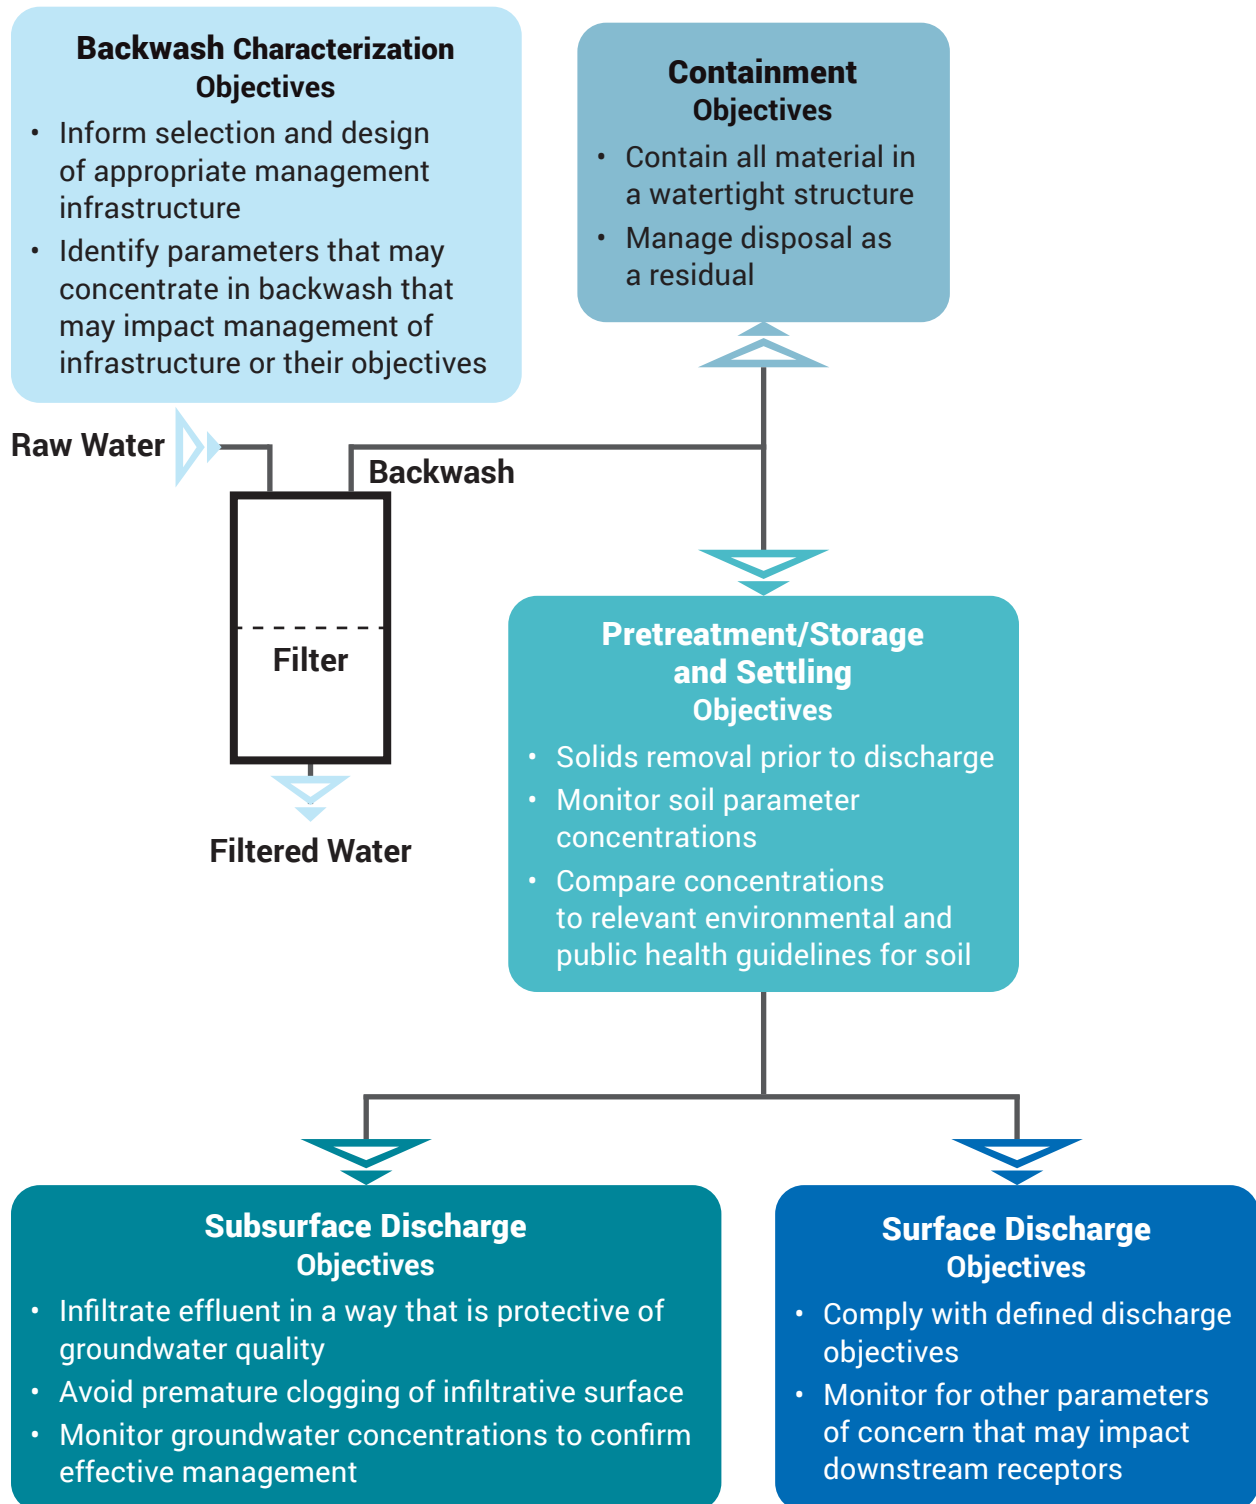 Backwash Characterization
Objectives
• Inform selection and design
of appropriate management
infrastructure
• Identify parameters that may
concentrate in backwash that
may impact management of
infrastructure or their objectives
Containment
Objectives
• Contain all material in
a watertight structure
• Manage disposal as
a residual
Raw Water
Backwash
Filter
Filtered Water
Pretreatment/Storage
and Settling
Objectives
• Solids removal prior to discharge
• Monitor soil parameter
concentrations
• Compare concentrations
to relevant environmental and
public health guidelines for soil
Subsurface Discharge
Objectives
• Infiltrate effluent in a way that is protective of
groundwater quality
• Avoid premature clogging of infiltrative surface
• Monitor groundwater concentrations to confirm
effective management
Surface Discharge
Objectives
• Comply with defined discharge
objectives
• Monitor for other parameters
of concern that may impact
downstream receptors